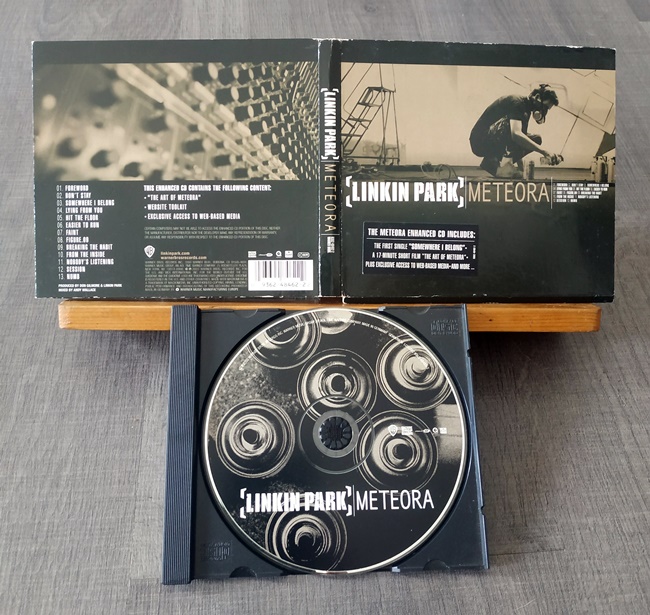 01. FOREWORD
02. DON'T STAY
03. SOMEWHERE I BELONG
04. LYING FROM YOU
05. HIT THE FLOOR
06. EASIER TO RUN
07. FAINT
08. FIGURE.09
09. BREAKING THE HABIT
10. FROM THE INSIDE
11. NOBODY'S LISTENING
12. SESSION
13. NUMB
PRODUCED BY DON GILMORE & LINKIN PARK
MIXED BY ANDY WALLACE
THIS ENHANCED CD CONTAINS THE FOLLOWING CONTENT:
- "THE ART OF METEORA"
- WEBSITE TOOLKIT
- EXCLUSIVE ACCESS TO WEB-BASED MEDIA
linkinpark.com
warnerbrosrecords.com
[LINKIN PARK] METEORA
[LINKIN PARK]|METEORA|
THE METEORA ENHANCED CD INCLUDES:
THE FIRST SINGLE "SOMEWHERE I BELONG" -
A 17-MINUTE SHORT FILM "THE ART OF METEORA" -
PLUS EXCLUSIVE ACCESS TO WEB-BASED MEDIA-AND MORE...
[LINKIN PARK]|METEORA